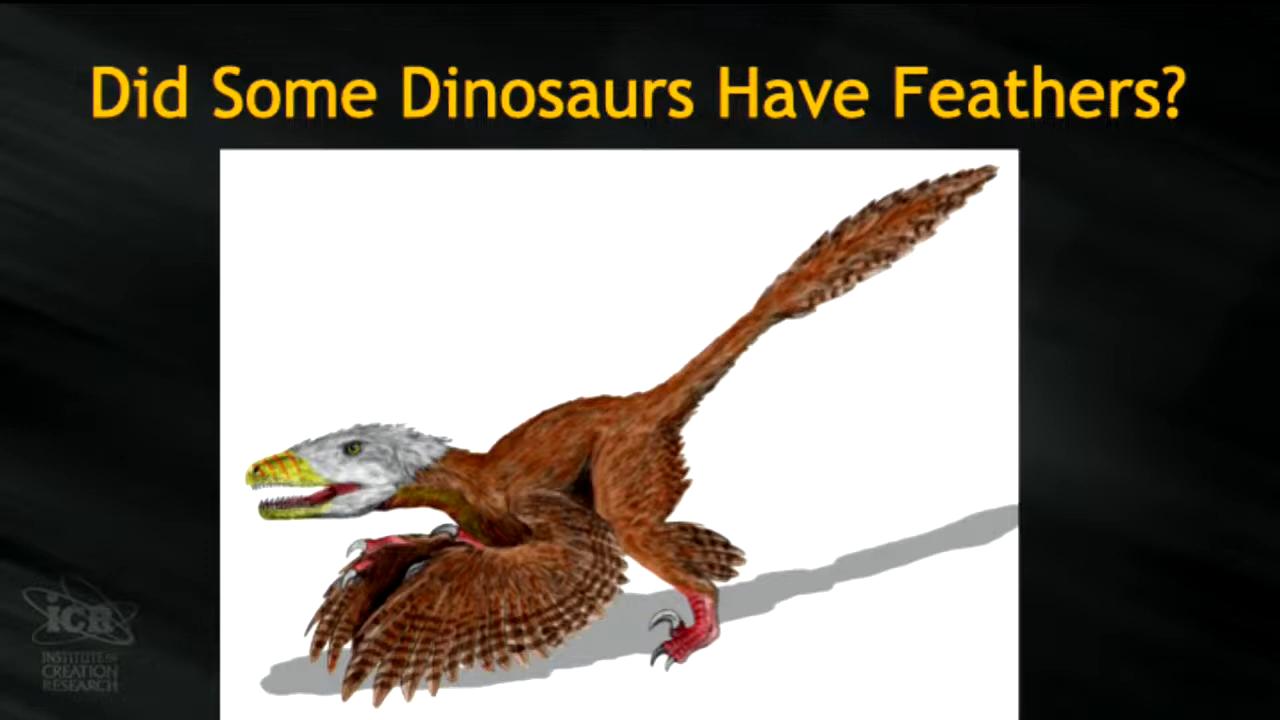 Did Some Dinosaurs Have Feathers?
iCR
INSTITUTE for
CREATION
RESEARCH